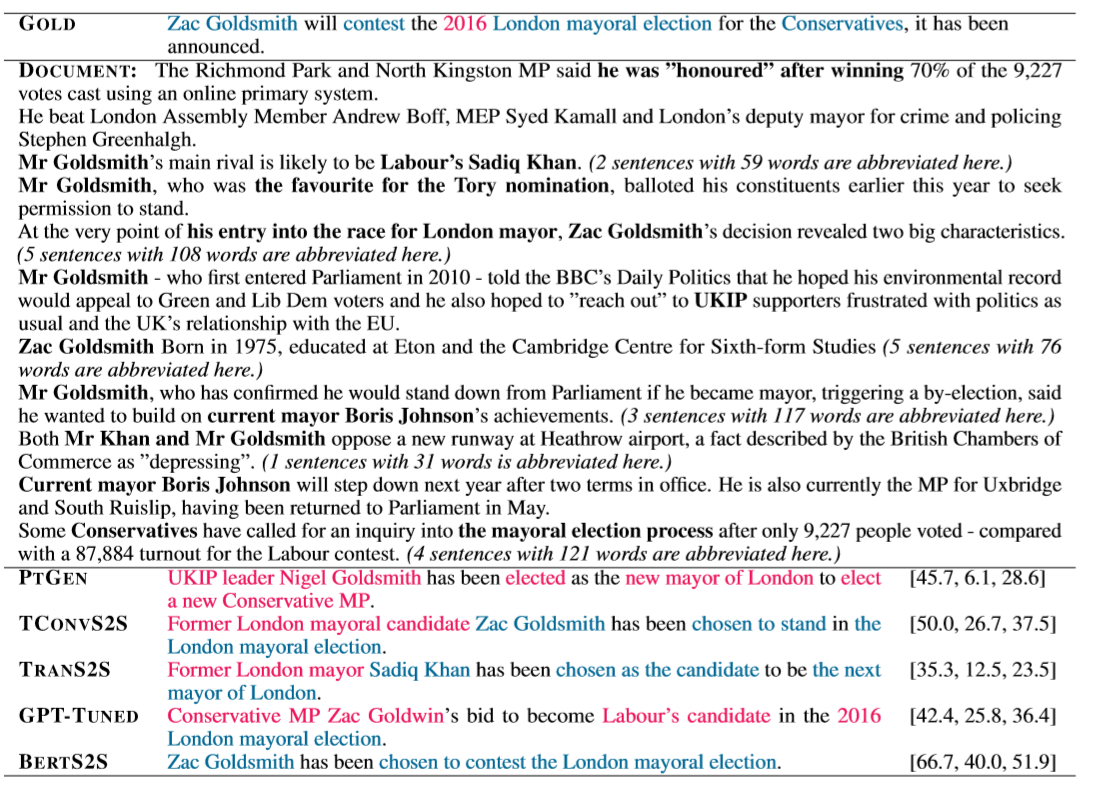 GOLD Zac Goldsmith will contest the 2016 London mayoral election for the Conservatives, it has been
announced.
DOCUMENT: The Richmond Park and North Kingston MP said he was ”honoured” after winning 70% of the 9,227
votes cast using an online primary system.
He beat London Assembly Member Andrew Boff, MEP Syed Kamall and London’s deputy mayor for crime and policing
Stephen Greenhalgh.
Mr Goldsmith’s main rival is likely to be Labour’s Sadiq Khan. (2 sentences with 59 words are abbreviated here.)
Mr Goldsmith, who was the favourite for the Tory nomination, balloted his constituents earlier this year to seek
permission to stand.
At the very point of his entry into the race for London mayor, Zac Goldsmith’s decision revealed two big characteristics.
(5 sentences with 108 words are abbreviated here.)
Mr Goldsmith - who first entered Parliament in 2010 - told the BBC’s Daily Politics that he hoped his environmental record
would appeal to Green and Lib Dem voters and he also hoped to ”reach out” to UKIP supporters frustrated with politics as
usual and the UK’s relationship with the EU.
Zac Goldsmith Born in 1975, educated at Eton and the Cambridge Centre for Sixth-form Studies (5 sentences with 76
words are abbreviated here.)
Mr Goldsmith, who has confirmed he would stand down from Parliament if he became mayor, triggering a by-election, said
he wanted to build on current mayor Boris Johnson’s achievements. (3 sentences with 117 words are abbreviated here.)
Both Mr Khan and Mr Goldsmith oppose a new runway at Heathrow airport, a fact described by the British Chambers of
Commerce as ”depressing”. (1 sentences with 31 words is abbreviated here.)
Current mayor Boris Johnson will step down next year after two terms in office. He is also currently the MP for Uxbridge
and South Ruislip, having been returned to Parliament in May.
Some Conservatives have called for an inquiry into the mayoral election process after only 9,227 people voted - compared
with a 87,884 turnout for the Labour contest. (4 sentences with 121 words are abbreviated here.)
PTGEN UKIP leader Nigel Goldsmith has been elected as the new mayor of London to elect [45.7, 6.1, 28.6]
a new Conservative MP.
TCONVS2S Former London mayoral candidate Zac Goldsmith has been chosen to stand in the [50.0, 26.7, 37.5]
London mayoral election.
TRANS2S Former London mayor Sadiq Khan has been chosen as the candidate to be the next [35.3, 12.5, 23.5]
mayor of London.
GPT-TUNED Conservative MP Zac Goldwin’s bid to become Labour’s candidate in the 2016 [42.4, 25.8, 36.4]
London mayoral election.
BERTS2S Zac Goldsmith has been chosen to contest the London mayoral election. [66.7, 40.0, 51.9]